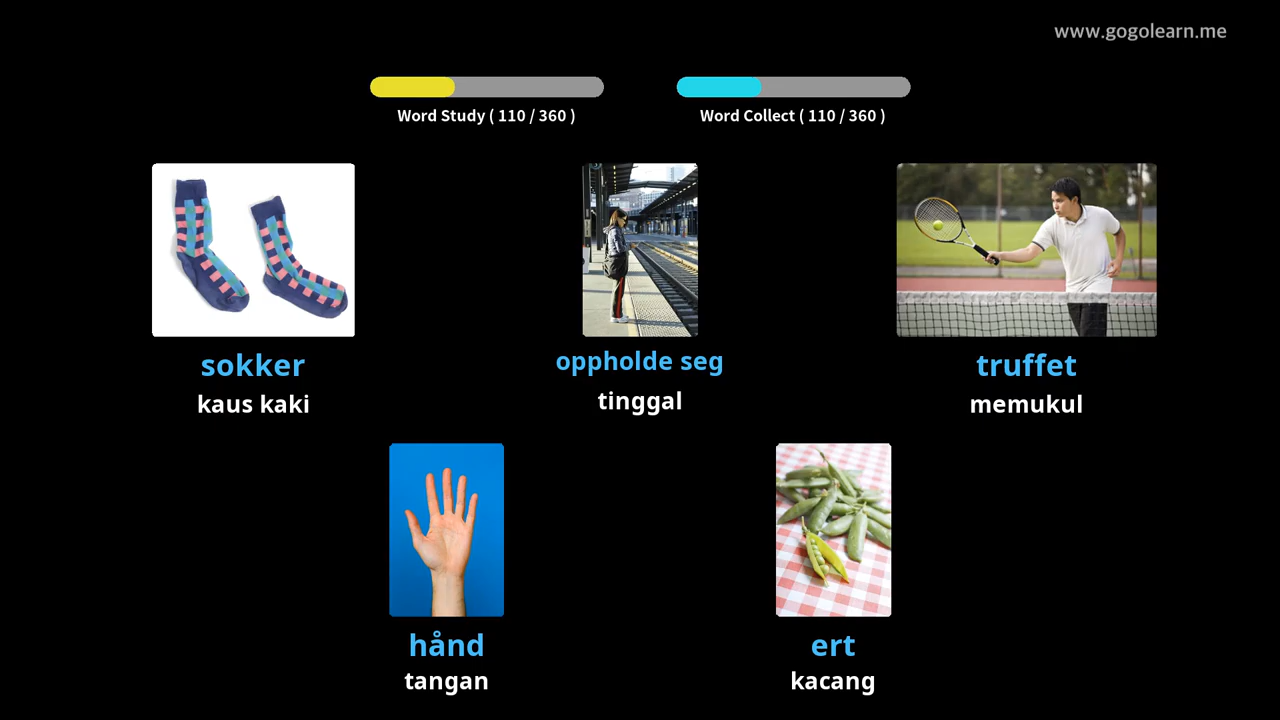 www.gogolearn.me
Word Study ( 110 / 360 )
Word Collect ( 110 / 360 )
sokker
kaus kaki
oppholde seg
tinggal
truffet
memukul
hånd
tangan
ert
kacang